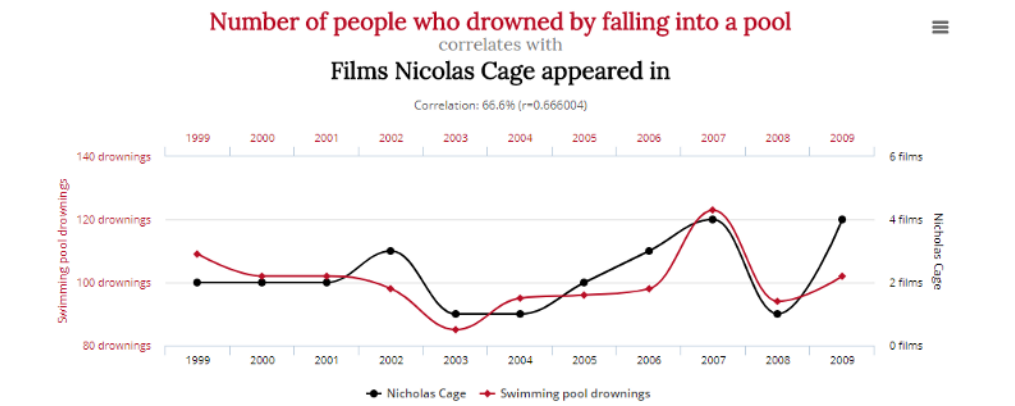 Number of people who drowned by falling into a pool
correlates with
Films Nicolas Cage appeared in
Correlation: 66.6% (r=0.666004)
1999 2000 2001 2002 2003 2004 2005 2006 2007 2008 2009
140 drownings 6 films
120 drownings 4 films
100 drownings 2 films
80 drownings 0 films
Swimming pool drownings
Nicholas Cage
1999 2000 2001 2002 2003 2004 2005 2006 2007 2008 2009
Nicholas Cage Swimming pool drownings